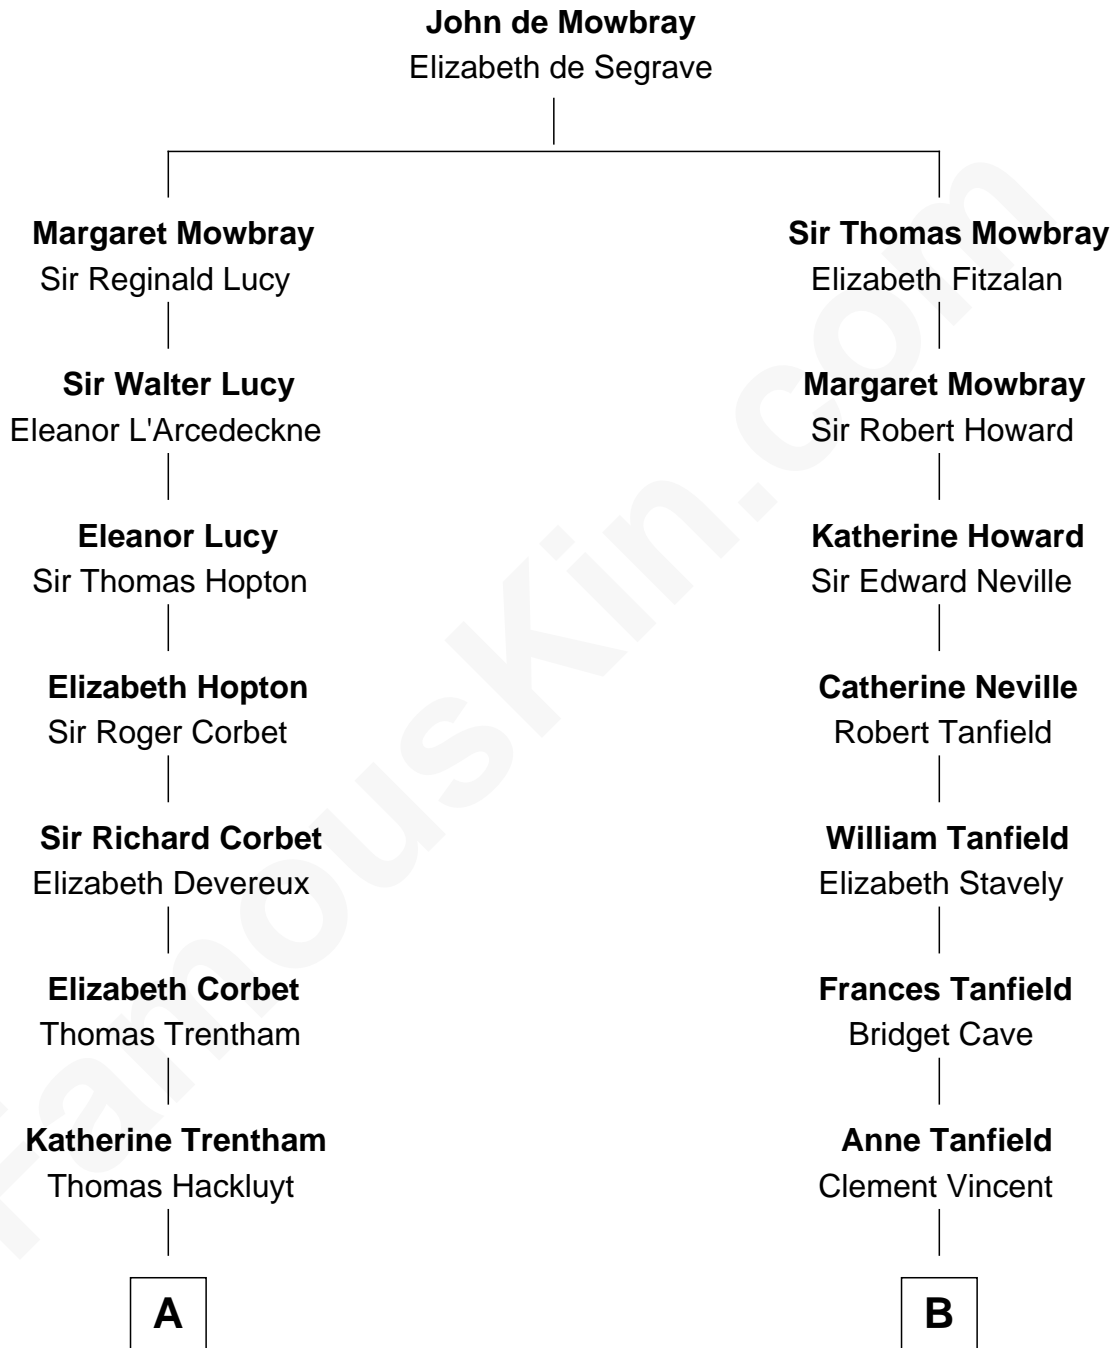 John de Mowbray
Elizabeth de Segrave
Margaret Mowbray
Sir Reginald Lucy
Sir Thomas Mowbray
Elizabeth Fitzalan
Sir Walter Lucy
Eleanor L'Arcedeckne
Margaret Mowbray
Sir Robert Howard
Eleanor Lucy
Sir Thomas Hopton
Katherine Howard
Sir Edward Neville
Elizabeth Hopton
Sir Roger Corbet
Catherine Neville
Robert Tanfield
Sir Richard Corbet
Elizabeth Devereux
William Tanfield
Elizabeth Stavely
Elizabeth Corbet
Thomas Trentham
Frances Tanfield
Bridget Cave
Katherine Trentham
Thomas Hackluyt
Anne Tanfield
Clement Vincent
A
B
FamousKin.com